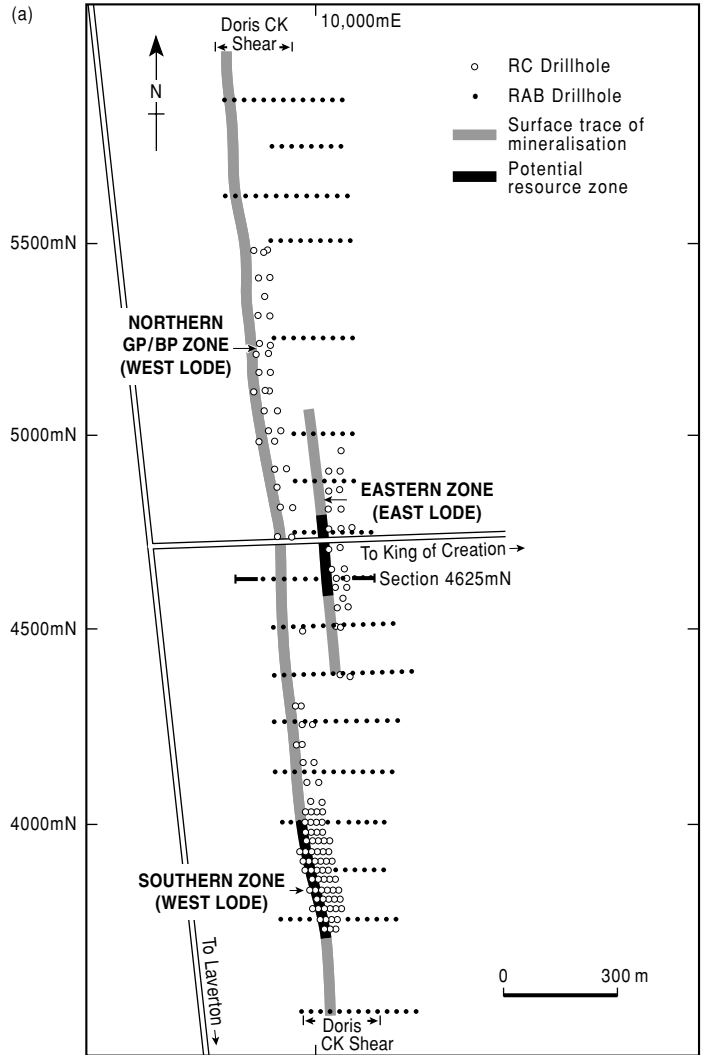 (a)
Doris CK
Shear
10,000mE
N
RC Drillhole
RAB Drillhole
Surface trace of
mineralisation
Potential
resource zone
5500mN
NORTHERN
GP/BP ZONE
(WEST LODE)
5000mN
EASTERN ZONE
(EAST LODE)
To King of Creation
Section 4625mN
4500mN
4000mN
SOUTHERN ZONE
(WEST LODE)
To Laverton
0 300 m
Doris
CK Shear